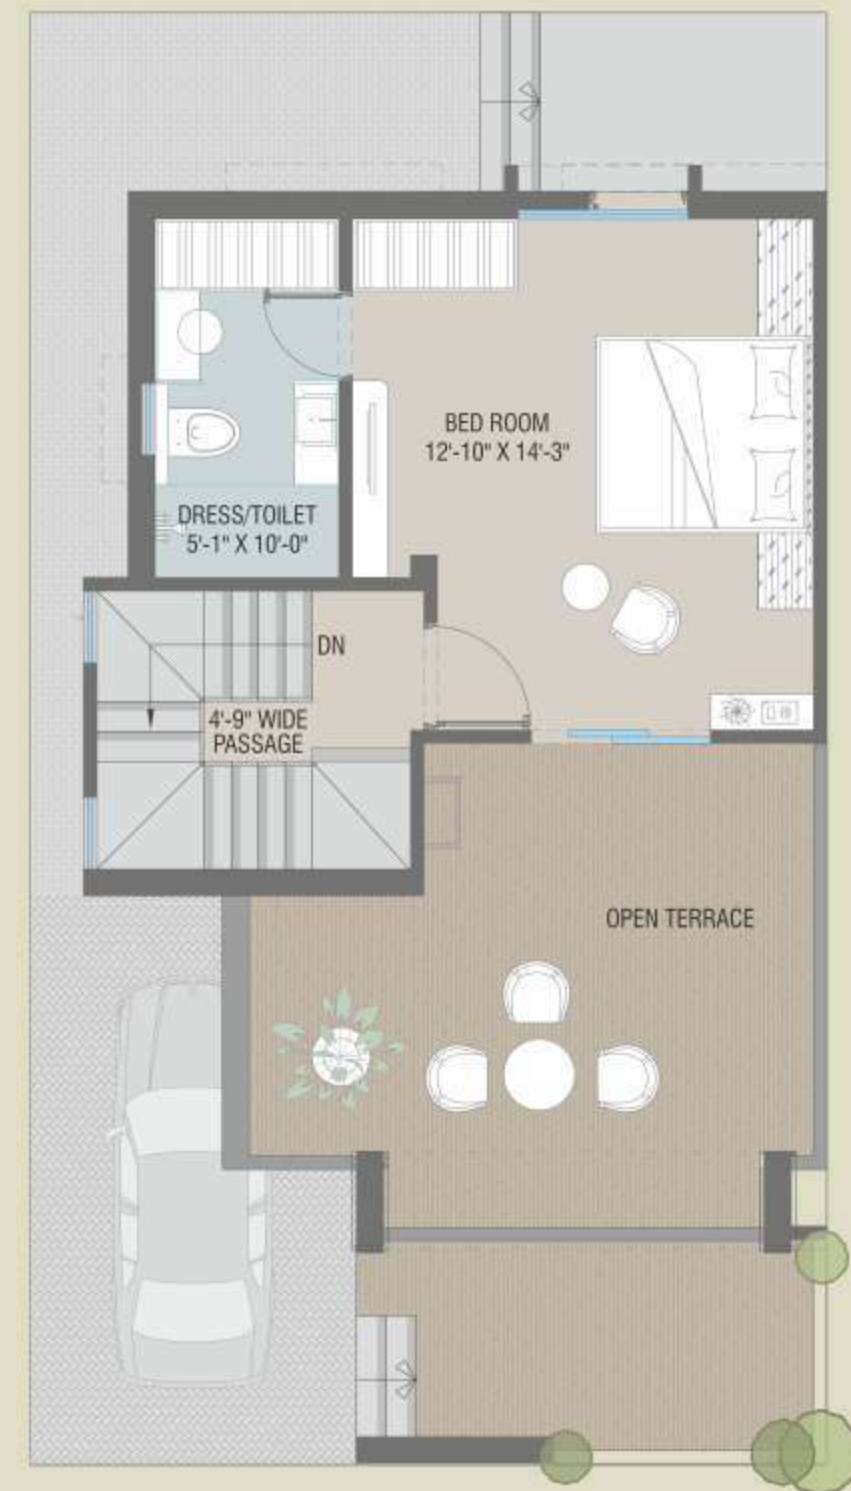 BED ROOM
12'-10" X 14'-3"
DRESS/TOILET
5'-1" X 10'-0"
DN
4'-9" WIDE
PASSAGE
OPEN TERRACE